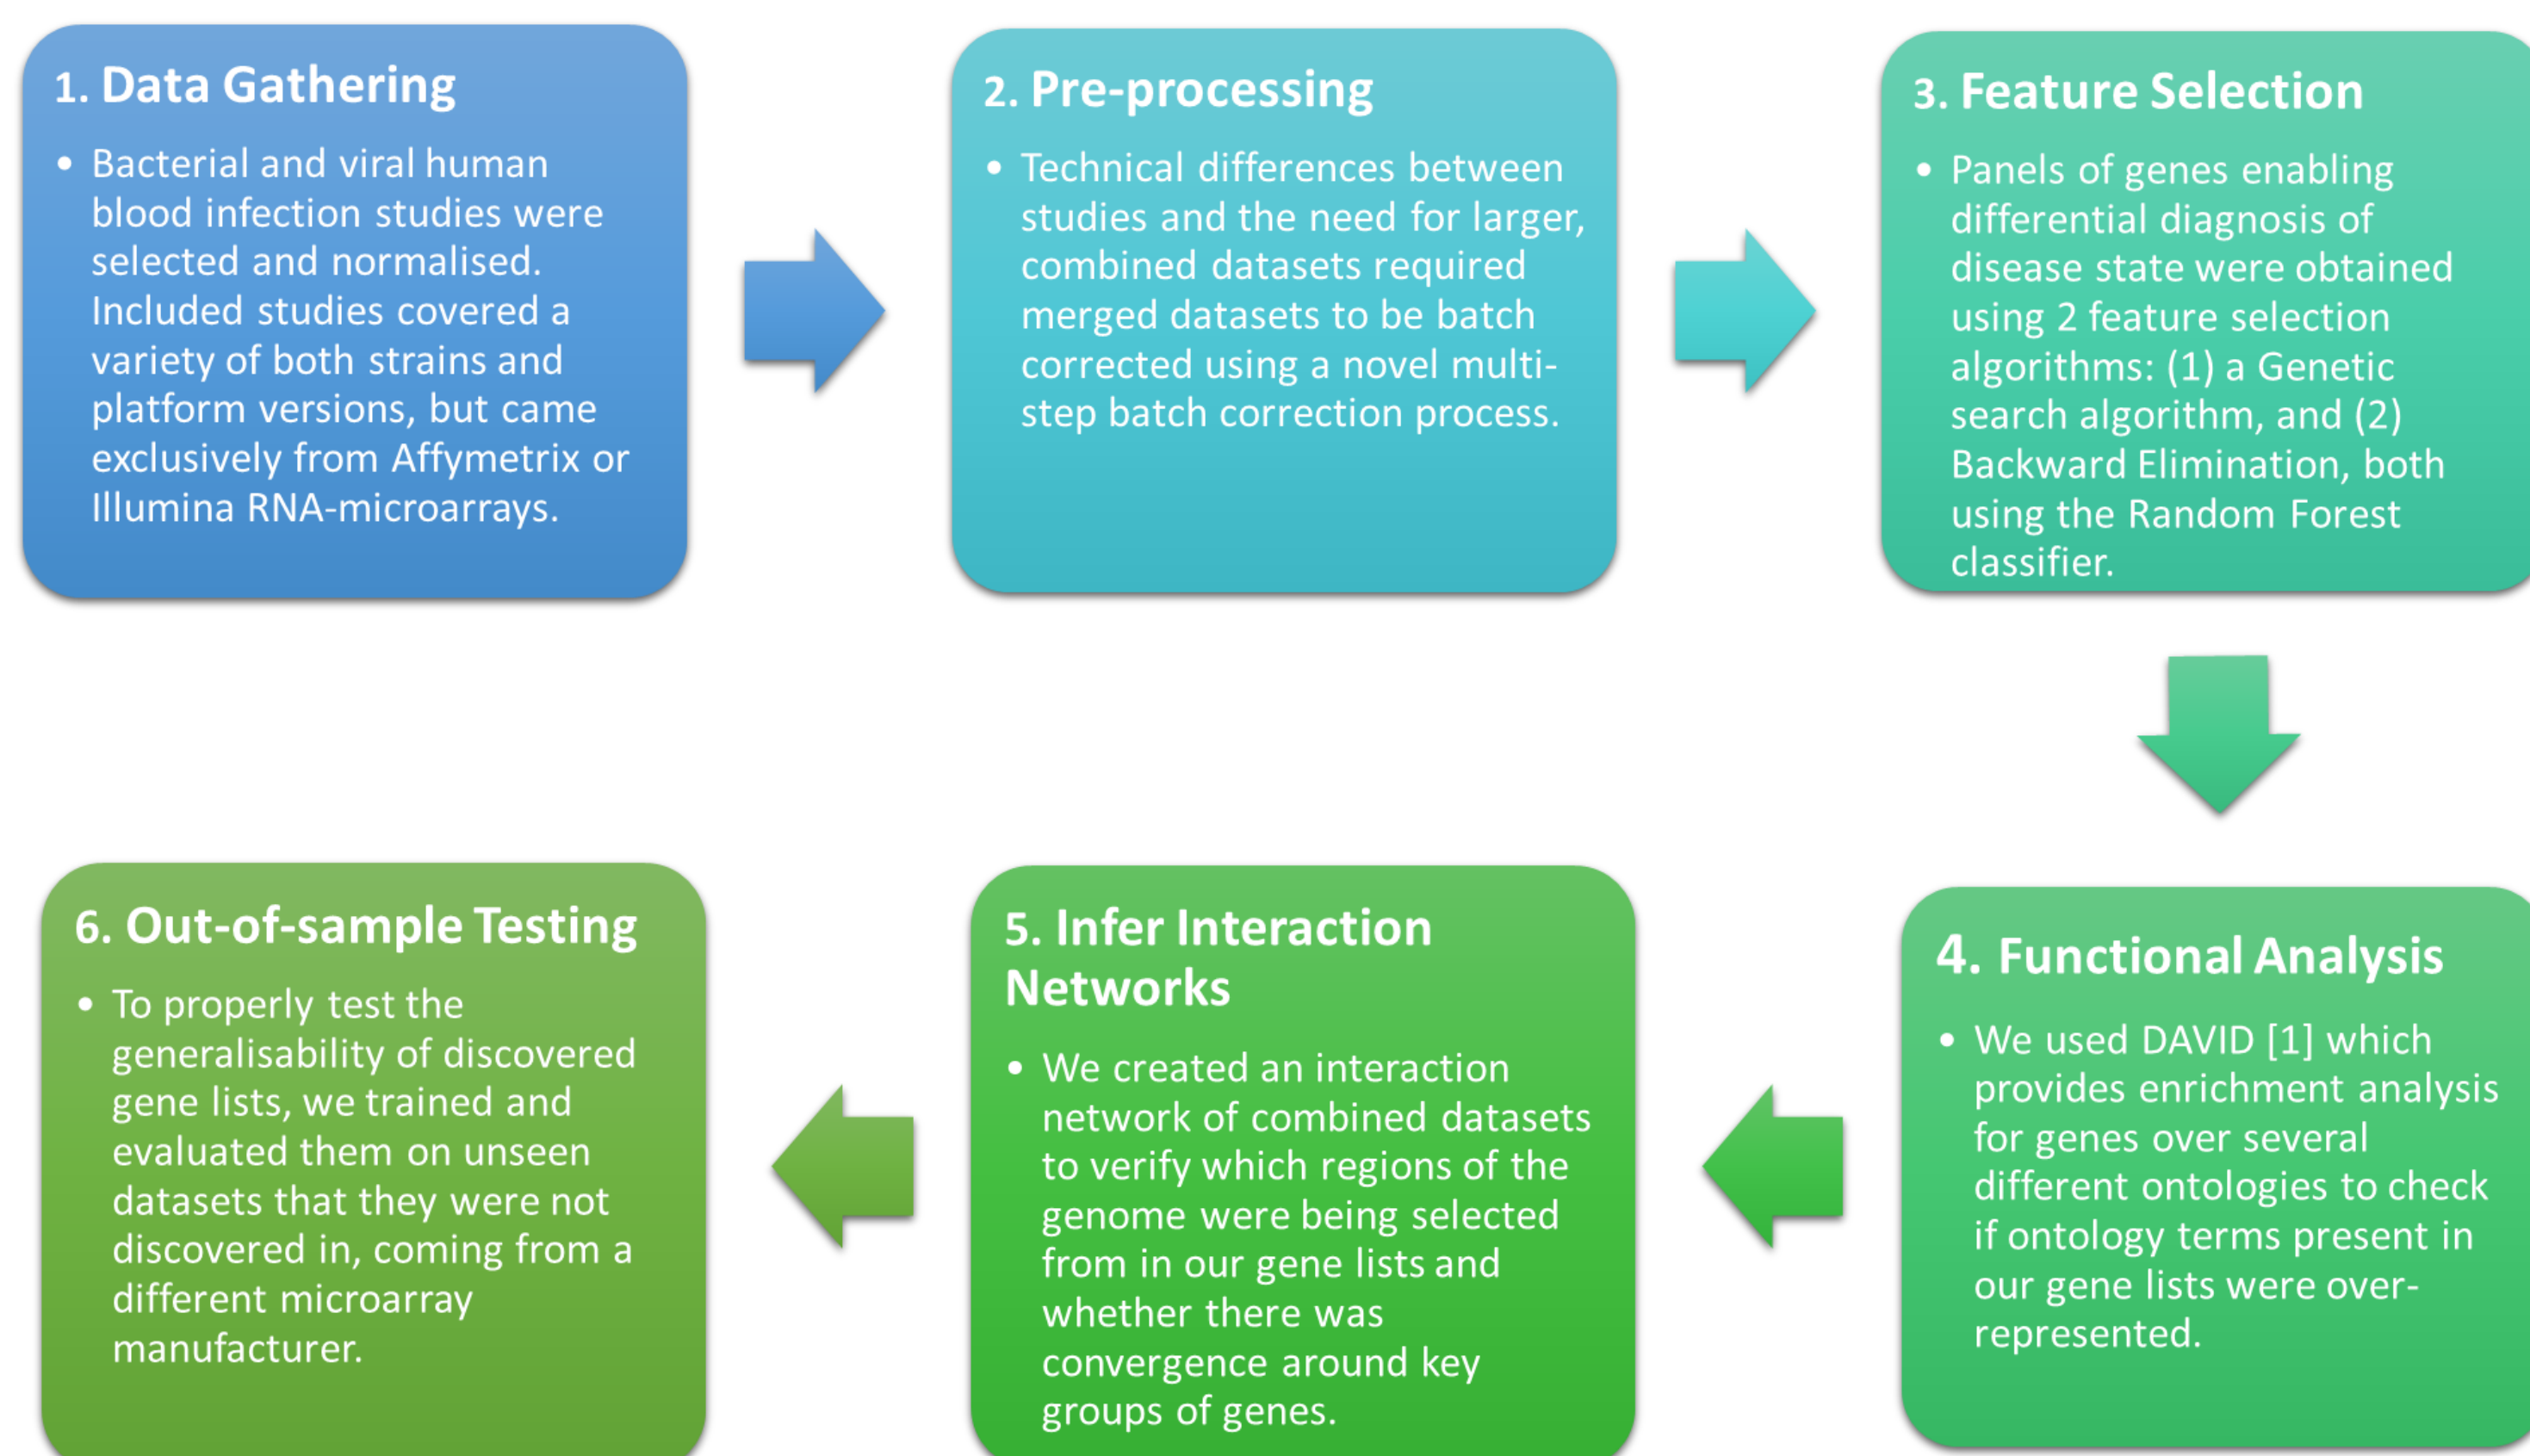 1. Data Gathering
• Bacterial and viral human
blood infection studies were
selected and normalised.
Included studies covered a
variety of both strains and
platform versions, but came
exclusively from Affymetrix or
Illumina RNA-microarrays.
2. Pre-processing
• Technical differences between
studies and the need for larger,
combined datasets required
merged datasets to be batch
corrected using a novel multi-
step batch correction process.
3. Feature Selection
• Panels of genes enabling
differential diagnosis of
disease state were obtained
using 2 feature selection
algorithms: (1) a Genetic
search algorithm, and (2)
Backward Elimination, both
using the Random Forest
classifier.
4. Functional Analysis
• We used DAVID [1] which
provides enrichment analysis
for genes over several
different ontologies to check
if ontology terms present in
our gene lists were over-
represented.
5. Infer Interaction
Networks
• We created an interaction
network of combined datasets
to verify which regions of the
genome were being selected
from in our gene lists and
whether there was
convergence around key
groups of genes.
6. Out-of-sample Testing
• To properly test the
generalisability of discovered
gene lists, we trained and
evaluated them on unseen
datasets that they were not
discovered in, coming from a
different microarray
manufacturer.